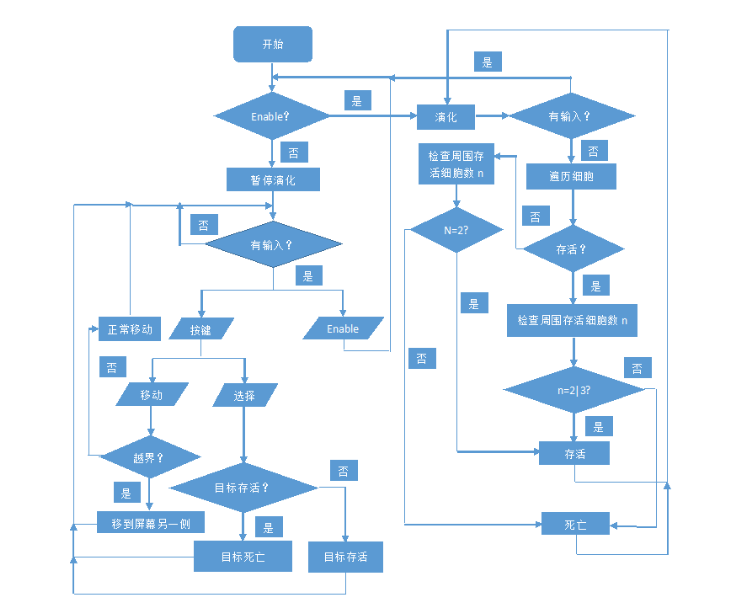 开始
是
是
Enable?
演化
有输入?
否
否
检查周围存
活细胞数 n
暂停演化
遍历细胞
否
否
N=2?
有输入?
存活?
是
是
是
检查周围存活细胞数 n
正常移动
按键
Enable
否
否
否
移动
选择
n=2|3?
是
越界?
存活
否
目标存活?
是
移到屏幕另一侧
是
死亡
目标死亡
目标存活